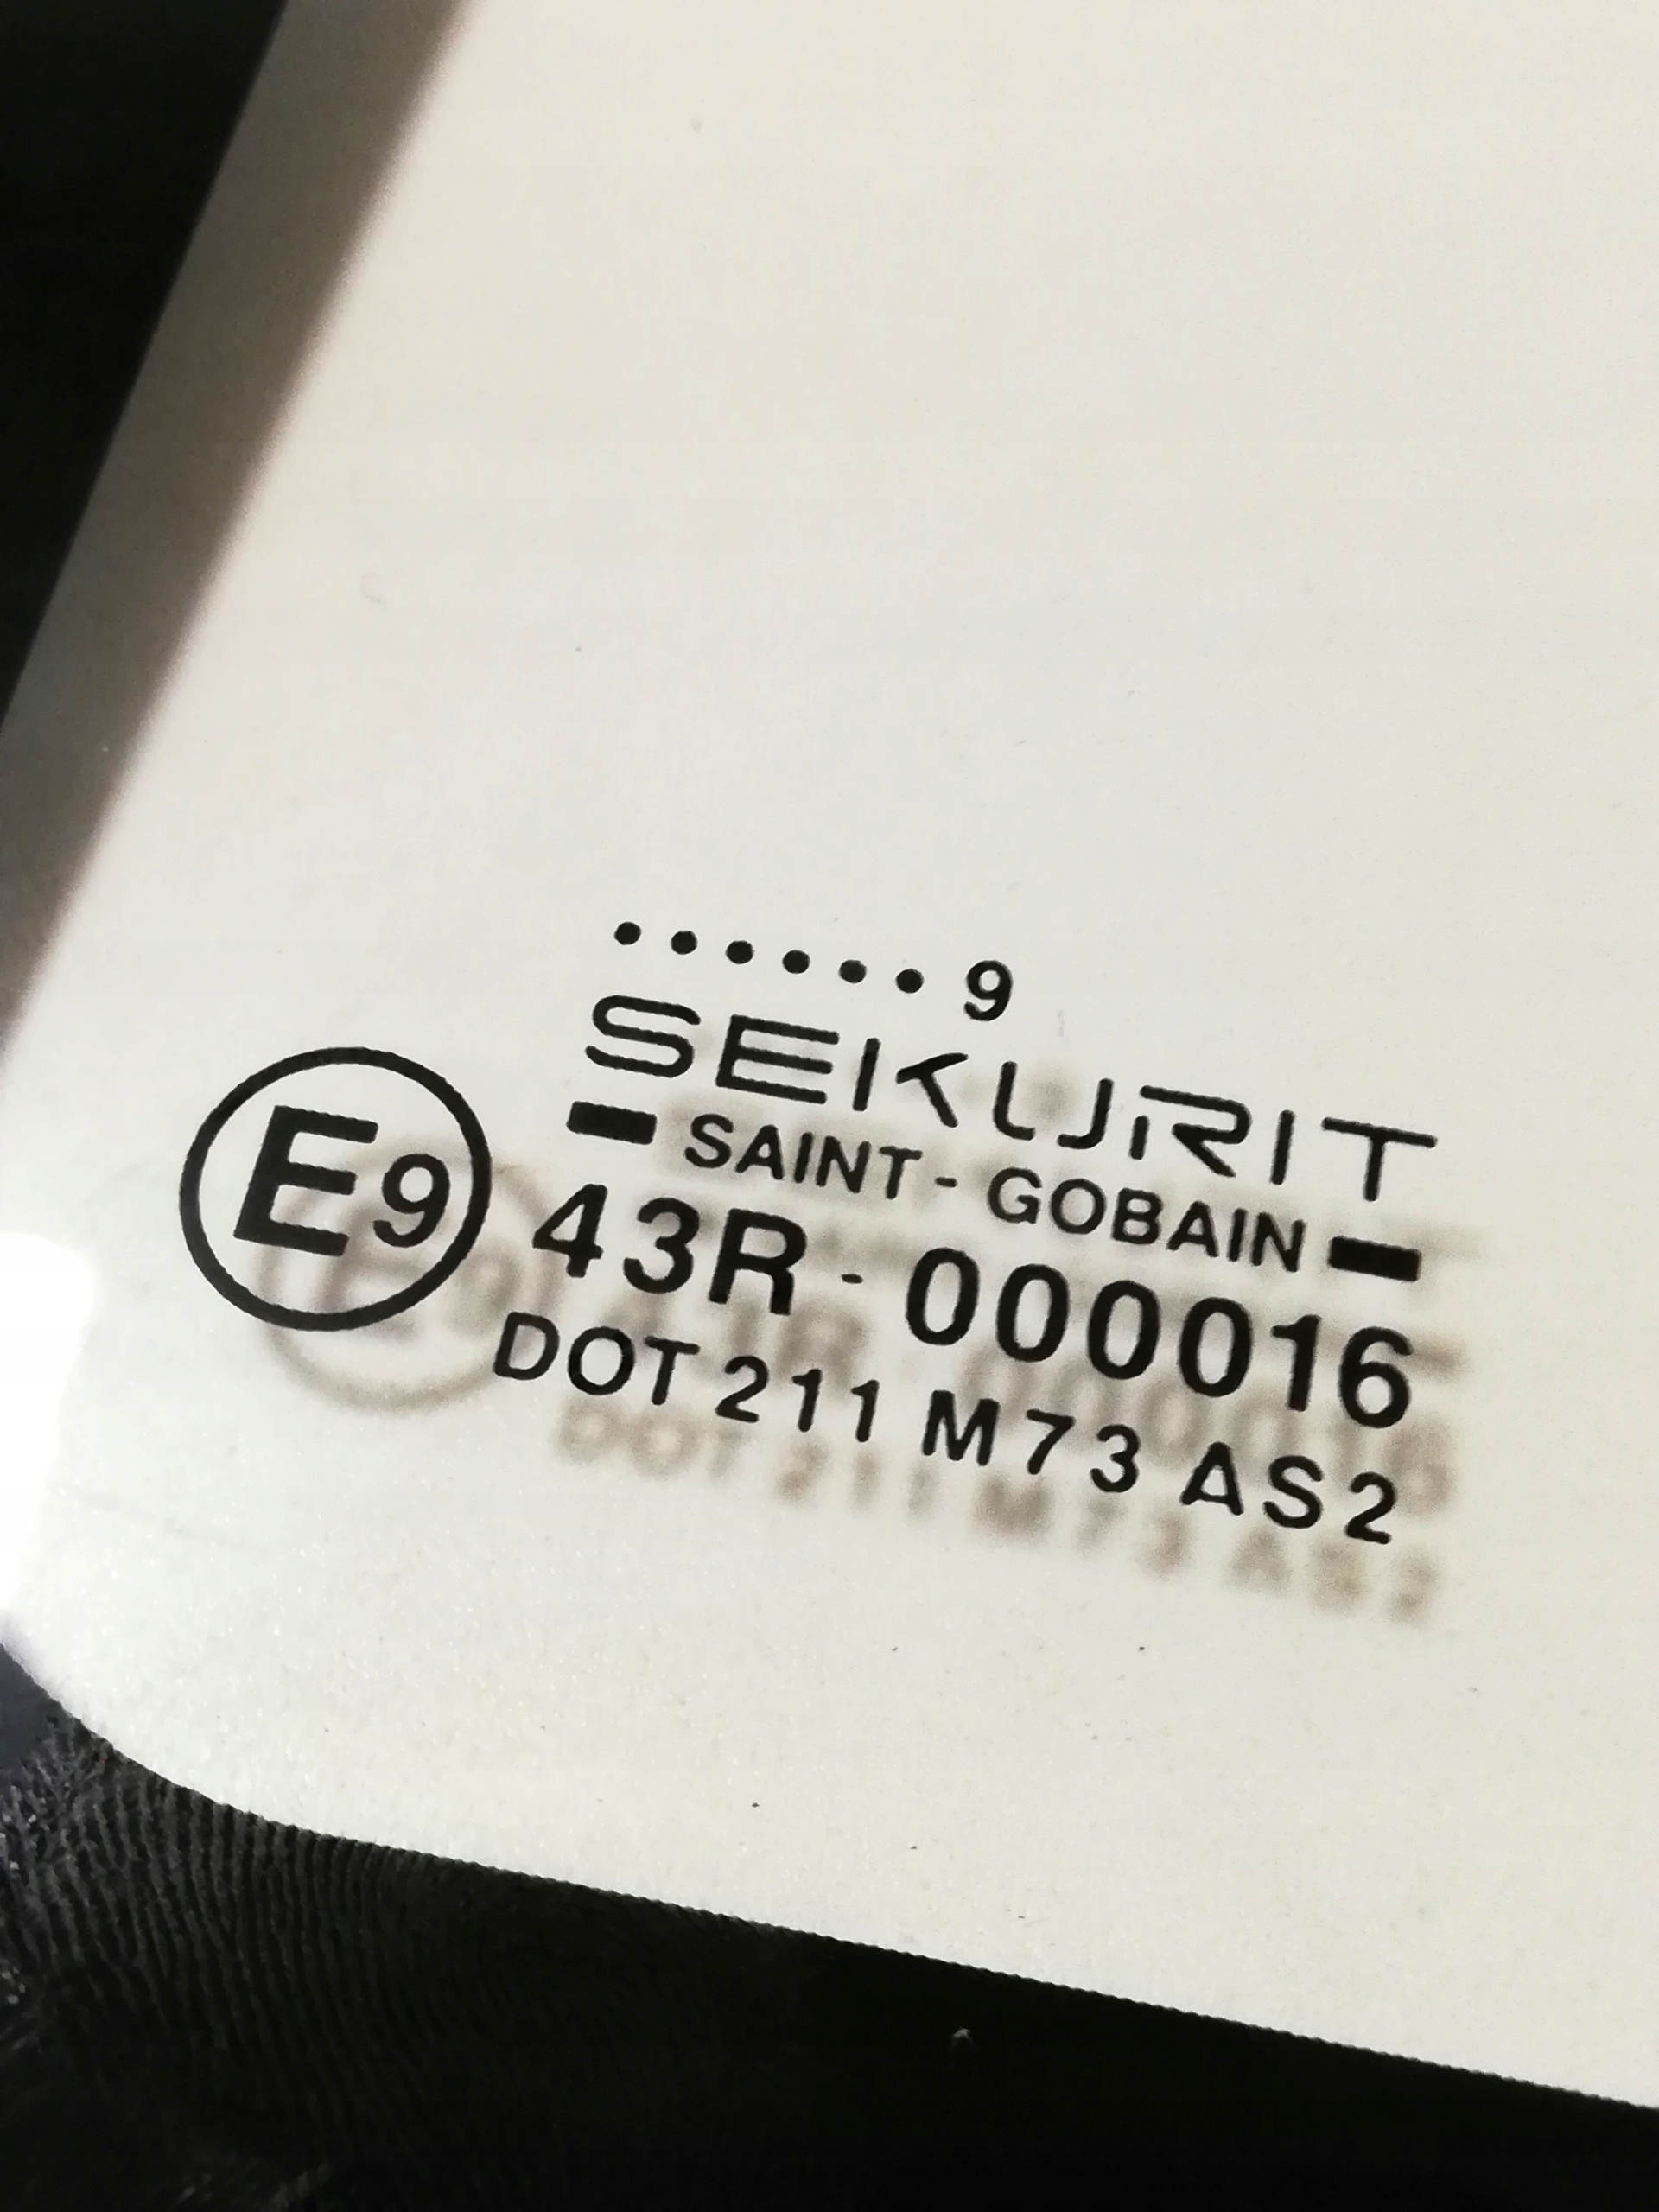 ......9
SEKURIT
SAINT-GOBAIN
E9 43R-000016
DOT 211 M73 AS2